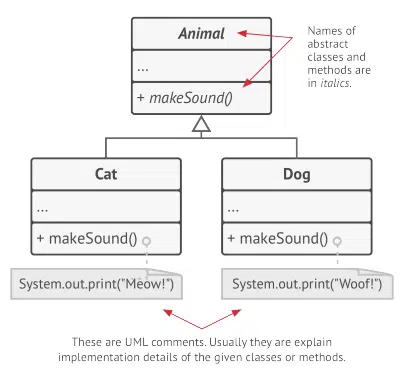 Animal
...
+ makeSound()
Names of
abstract
classes and
methods are
in italics.
Cat
...
+ makeSound()
Dog
...
+ makeSound()
System.out.print("Meow!")
System.out.print("Woof!")
These are UML comments. Usually they are explain
implementation details of the given classes or methods.